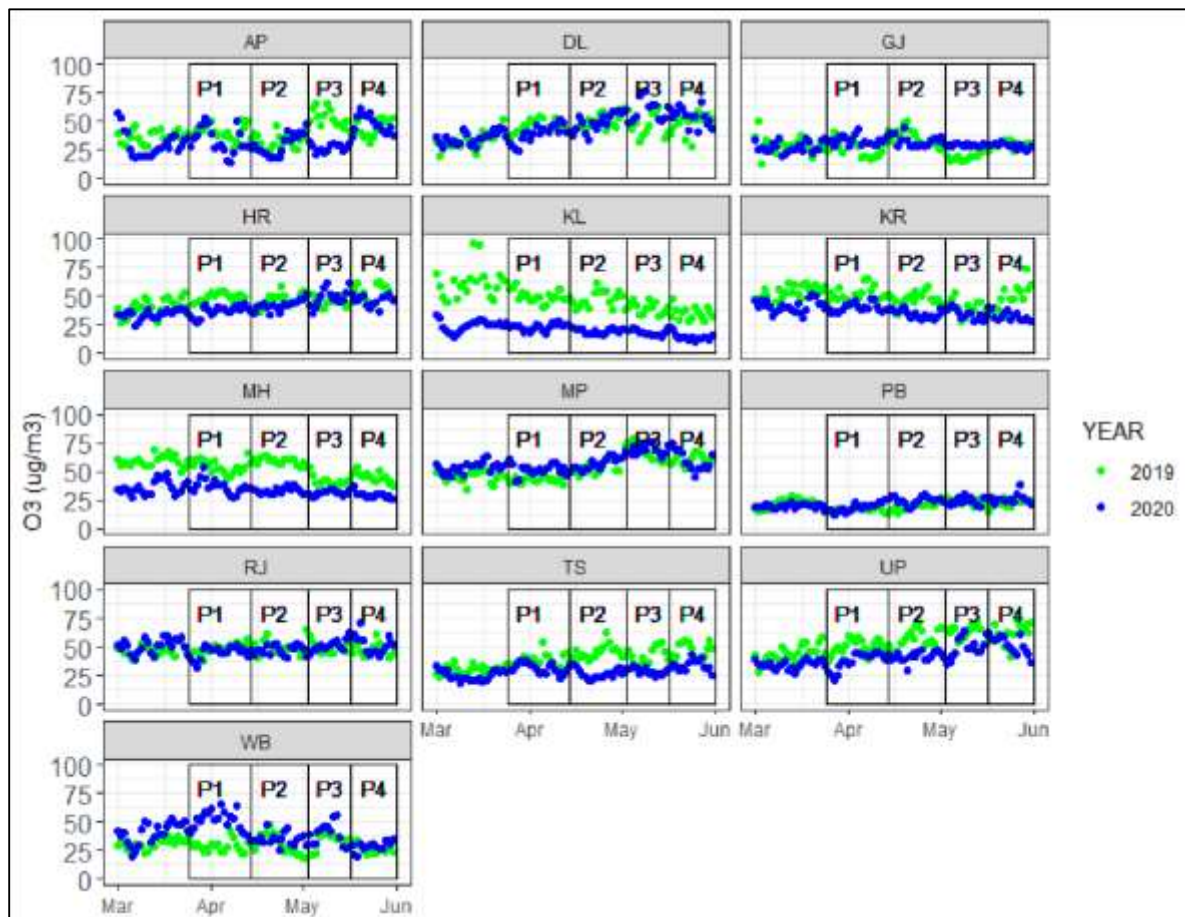 AP DL GJ
100 P1 P2 P3 P4 P1 P2 P3 P4 P1 P2 P3 P4
75
50
25
0
HR KL KR
100 P1 P2 P3 P4 P1 P2 P3 P4 P1 P2 P3 P4
75
50
25
0
MH MP PB
100 P1 P2 P3 P4 P1 P2 P3 P4 P1 P2 P3 P4
75
50
25
0
O3 (ug/m3)
YEAR
2019
2020
RJ TS UP
100 P1 P2 P3 P4 P1 P2 P3 P4 P1 P2 P3 P4
75
50
25
0
Mar Apr May Jun Mar Apr May Jun
WB
100 P1 P2 P3 P4
75
50
25
0
Mar Apr May Jun